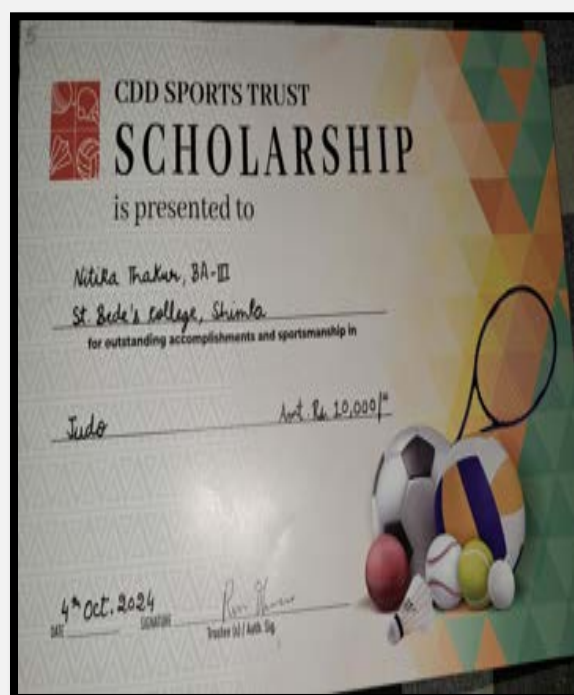 5
CDD SPORTS TRUST
SCHOLARSHIP
is presented to
Nitika Thakur, BA-III
St. Bede's College, Shimla
for outstanding accomplishments and sportsmanship in
Judo Amt. Rs. 10,000/-
4th Oct. 2024
DATE SIGNATURE
Trustee (s) / Auth. Sig.